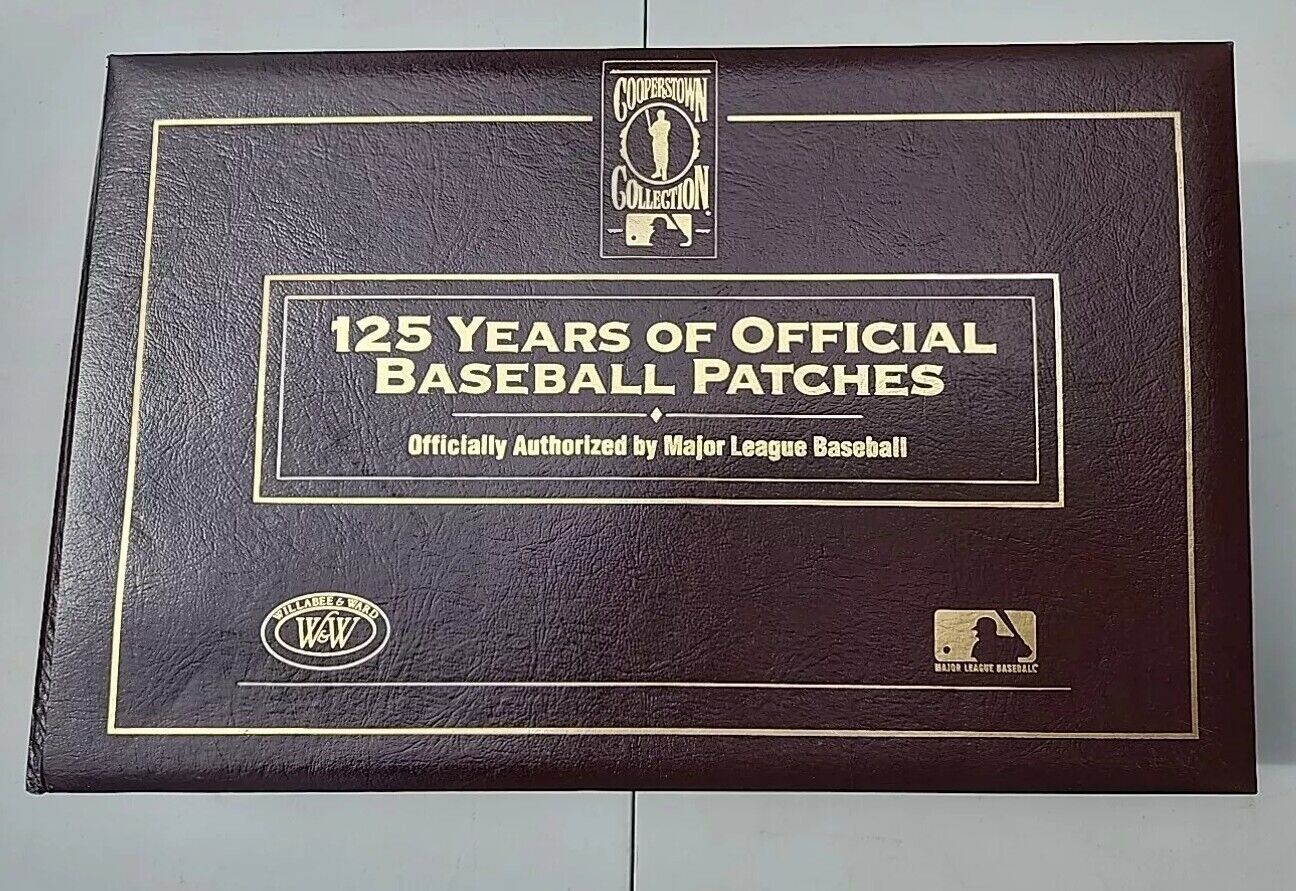 COOPERSTOWN
COLLECTION
125 YEARS OF OFFICIAL
BASEBALL PATCHES
Officially Authorized by Major League Baseball
WILLABEE & WARD
W&W
MAJOR LEAGUE BASEBALL